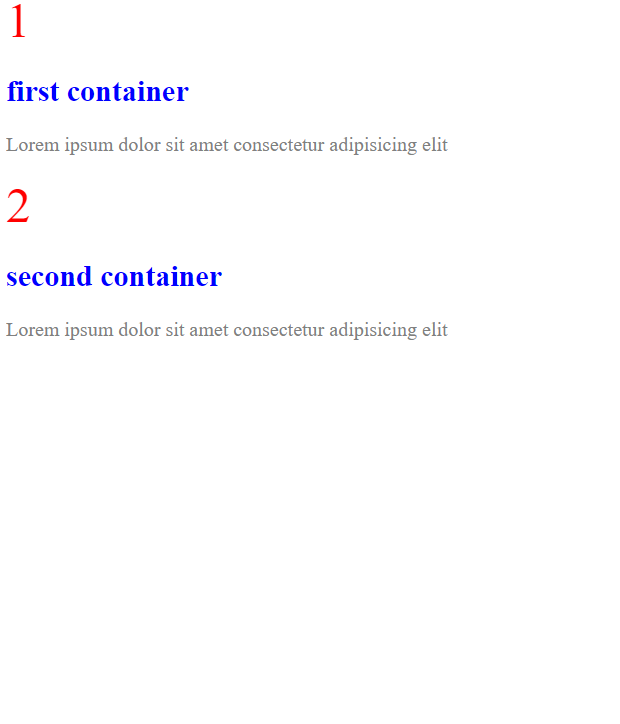 1
first container
Lorem ipsum dolor sit amet consectetur adipisicing elit
2
second container
Lorem ipsum dolor sit amet consectetur adipisicing elit